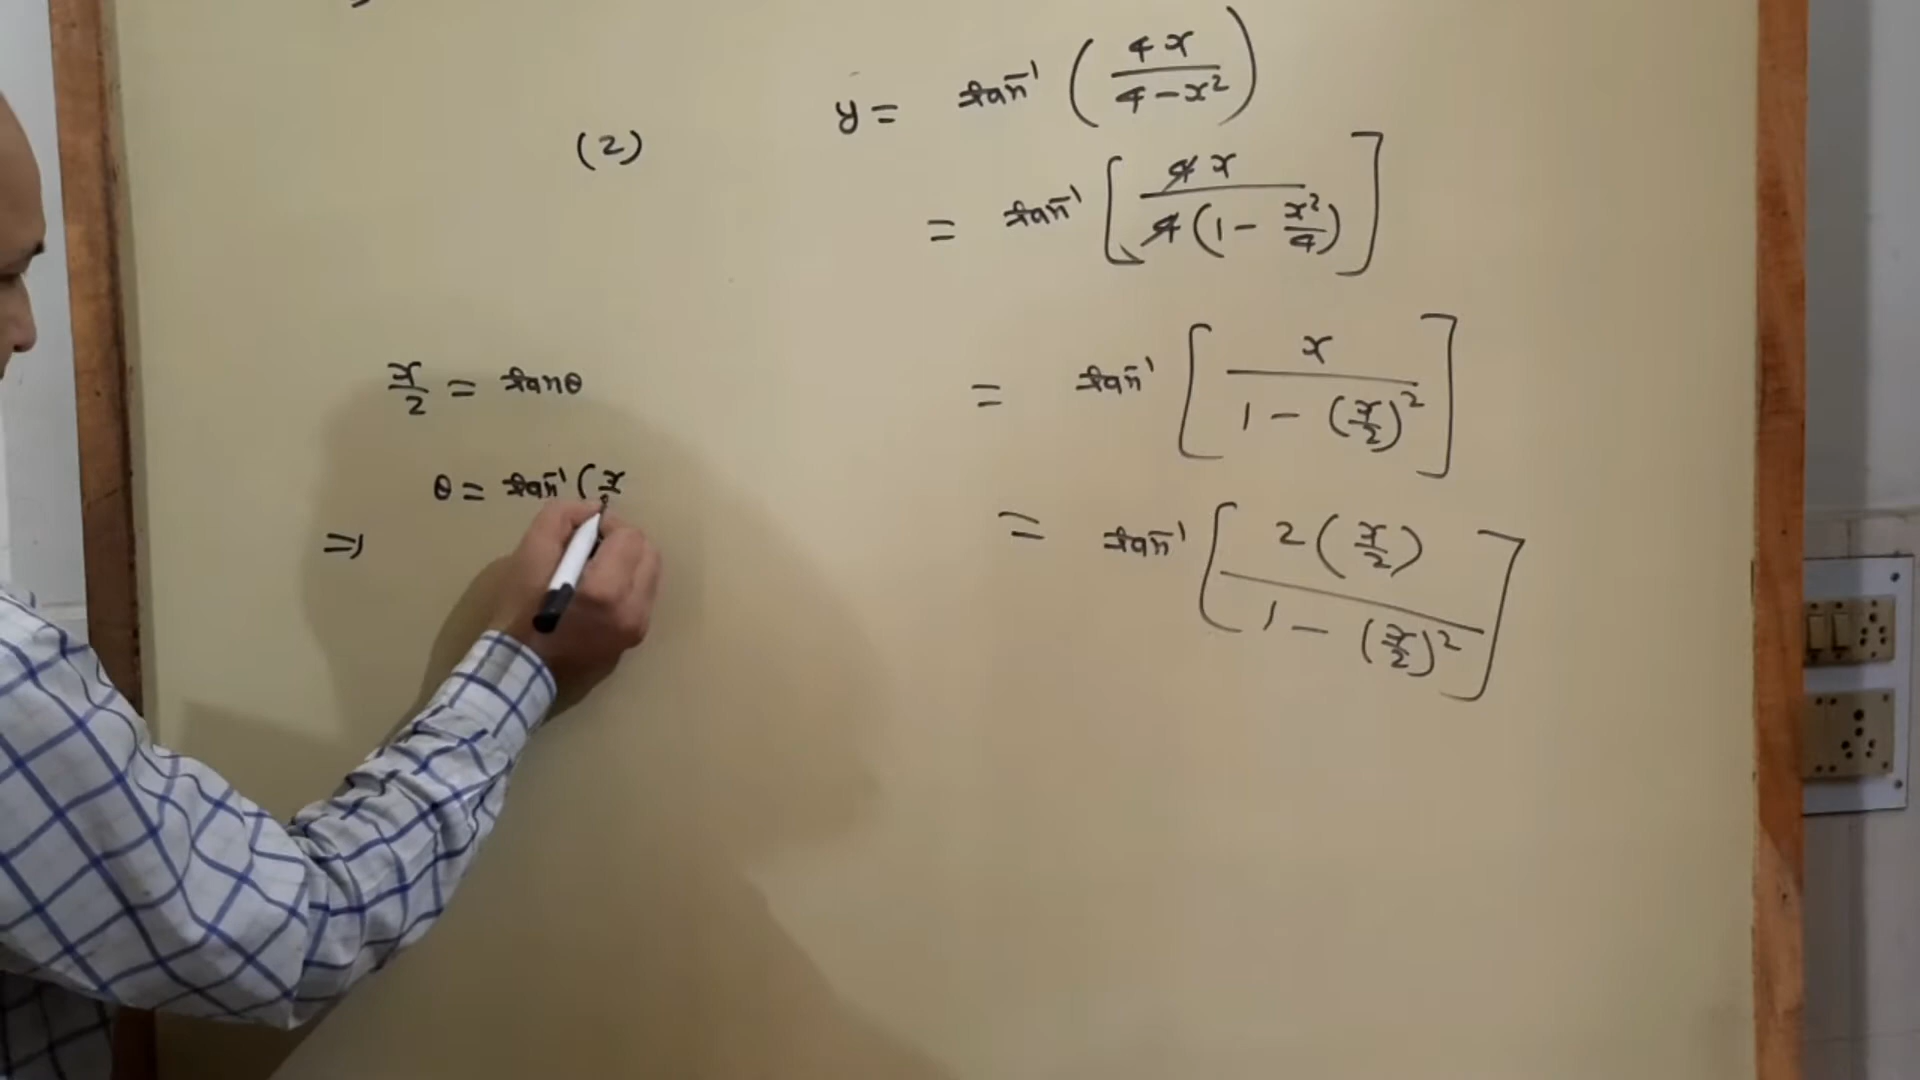 (2) y = tan⁻¹ (4x / 4 - x²)
= tan⁻¹ [4x / 4(1 - x²/4)]
= tan⁻¹ [x / 1 - (x/2)²]
= tan⁻¹ [2(x/2) / 1 - (x/2)²]
x/2 = tanθ
θ = tan⁻¹ (x
⇒